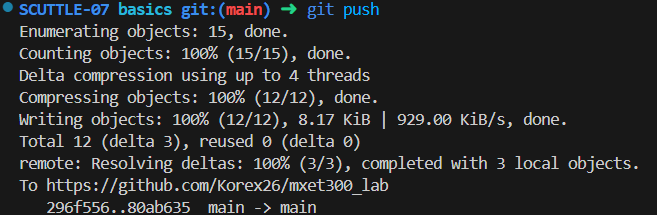 SCUTTLE-07 basics git:(main) ➜ git push
Enumerating objects: 15, done.
Counting objects: 100% (15/15), done.
Delta compression using up to 4 threads
Compressing objects: 100% (12/12), done.
Writing objects: 100% (12/12), 8.17 KiB | 929.00 KiB/s, done.
Total 12 (delta 3), reused 0 (delta 0)
remote: Resolving deltas: 100% (3/3), completed with 3 local objects.
To https://github.com/Korex26/mxet300_lab
   296f556..80ab635  main -> main